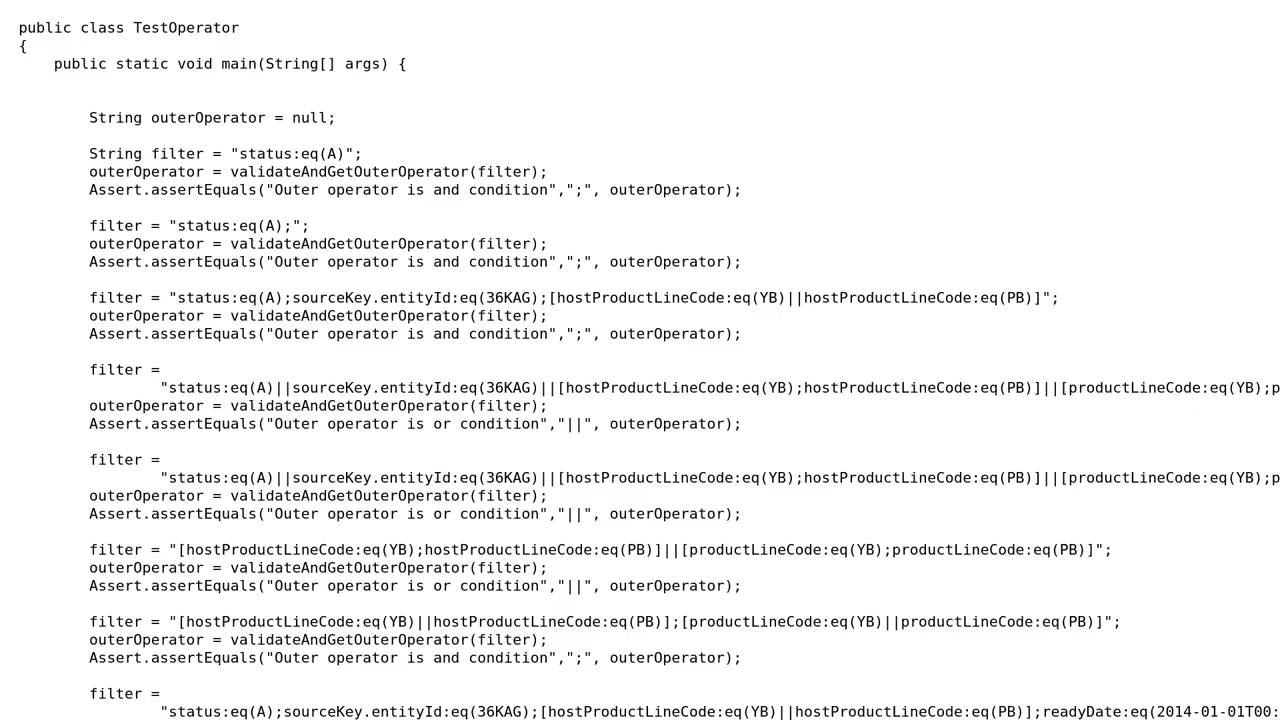 public class TestOperator
{
    public static void main(String[] args) {
        String outerOperator = null;
        String filter = "status:eq(A)";
        outerOperator = validateAndGetOuterOperator(filter);
        Assert.assertEquals("Outer operator is and condition",";", outerOperator);
        filter = "status:eq(A);";
        outerOperator = validateAndGetOuterOperator(filter);
        Assert.assertEquals("Outer operator is and condition",";", outerOperator);
        filter = "status:eq(A);sourceKey.entityId:eq(36KAG);[hostProductLineCode:eq(YB)||hostProductLineCode:eq(PB)]";
        outerOperator = validateAndGetOuterOperator(filter);
        Assert.assertEquals("Outer operator is and condition",";", outerOperator);
        filter =
                "status:eq(A)||sourceKey.entityId:eq(36KAG)||[hostProductLineCode:eq(YB);hostProductLineCode:eq(PB)]||[productLineCode:eq(YB);p
        outerOperator = validateAndGetOuterOperator(filter);
        Assert.assertEquals("Outer operator is or condition","||", outerOperator);
        filter =
                "status:eq(A)||sourceKey.entityId:eq(36KAG)||[hostProductLineCode:eq(YB);hostProductLineCode:eq(PB)]||[productLineCode:eq(YB);p
        outerOperator = validateAndGetOuterOperator(filter);
        Assert.assertEquals("Outer operator is or condition","||", outerOperator);
        filter = "[hostProductLineCode:eq(YB);hostProductLineCode:eq(PB)]||[productLineCode:eq(YB);productLineCode:eq(PB)]";
        outerOperator = validateAndGetOuterOperator(filter);
        Assert.assertEquals("Outer operator is or condition","||", outerOperator);
        filter = "[hostProductLineCode:eq(YB)||hostProductLineCode:eq(PB)];[productLineCode:eq(YB)||productLineCode:eq(PB)]";
        outerOperator = validateAndGetOuterOperator(filter);
        Assert.assertEquals("Outer operator is and condition",";", outerOperator);
        filter =
                "status:eq(A);sourceKey.entityId:eq(36KAG);[hostProductLineCode:eq(YB)||hostProductLineCode:eq(PB)];readyDate:eq(2014-01-01T00: